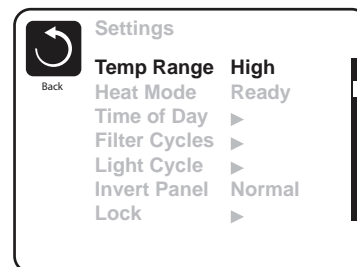 Settings
Back
Temp Range High
Heat Mode Ready
Time of Day ▶
Filter Cycles ▶
Light Cycle ▶
Invert Panel Normal
Lock ▶